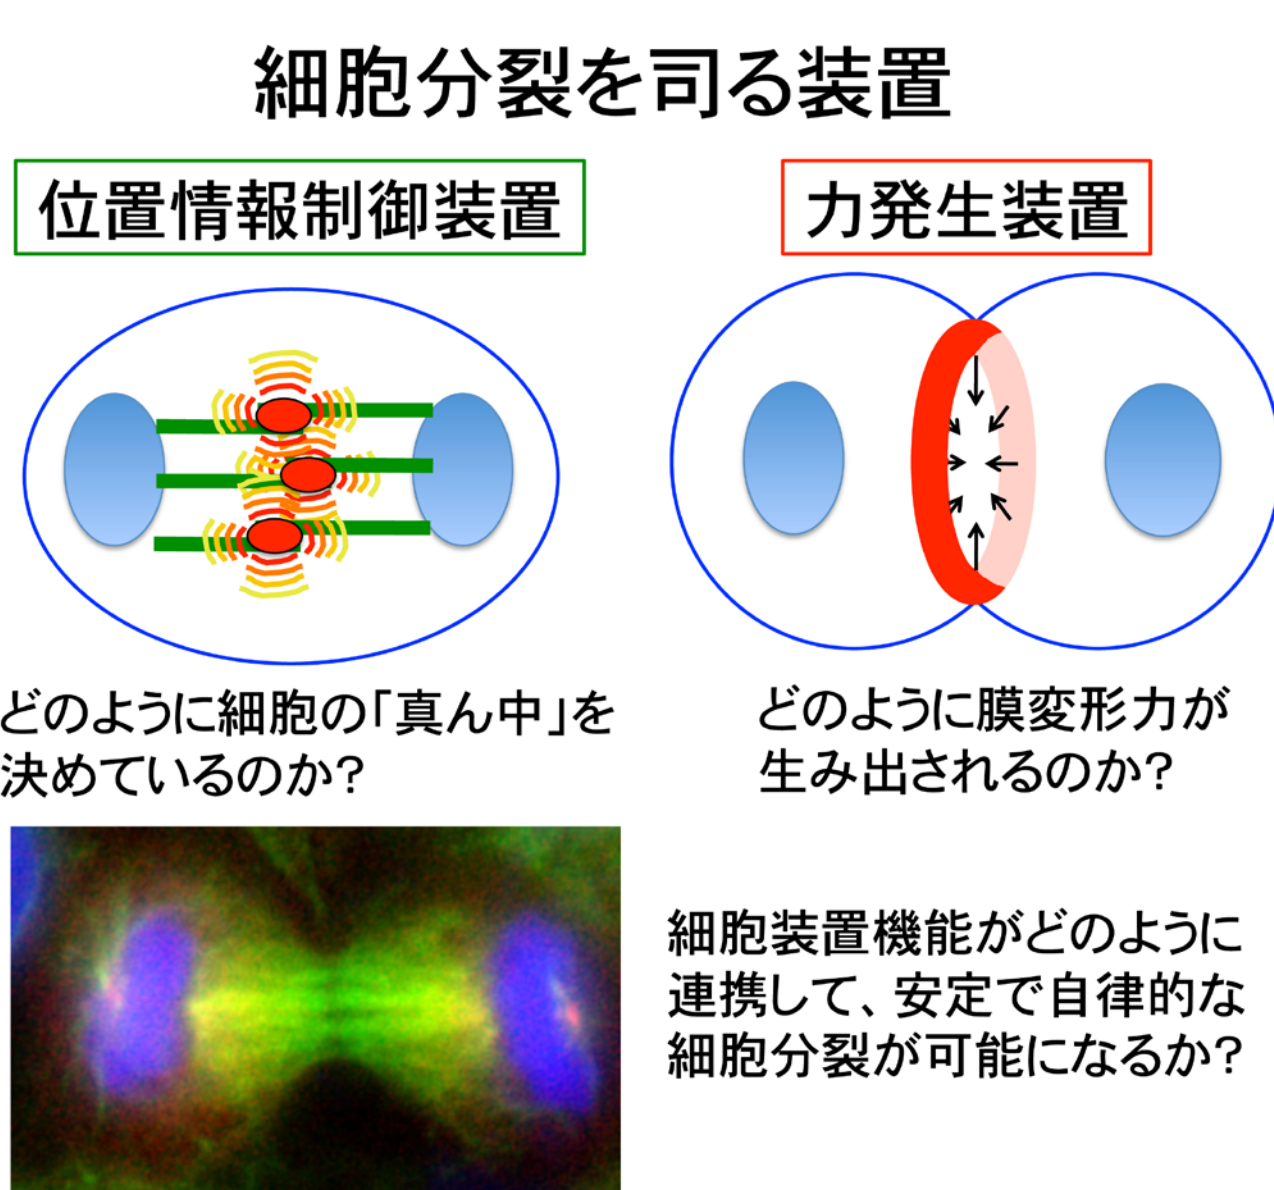 細胞分裂を司る装置
位置情報制御装置
力発生装置
どのように細胞の「真ん中」を
決めているのか?
どのように膜変形力が
生み出されるのか?
細胞装置機能がどのように
連携して、安定で自律的な
細胞分裂が可能になるか?